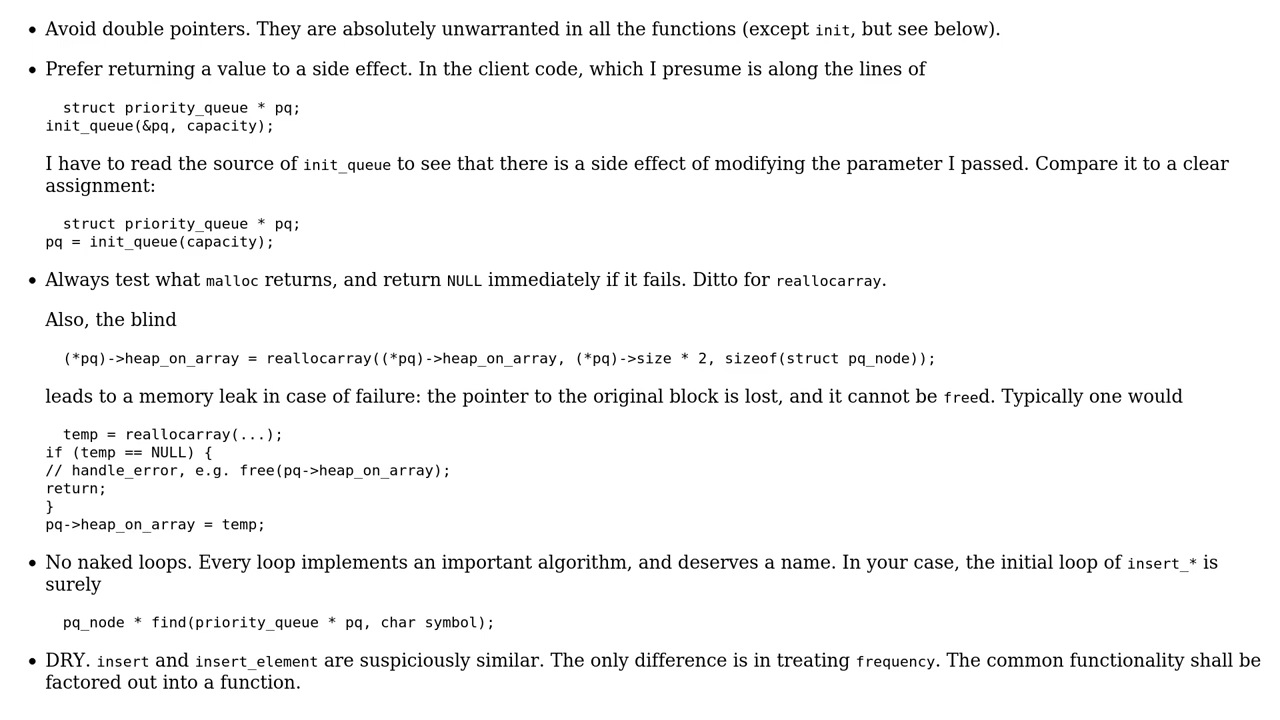 • Avoid double pointers. They are absolutely unwarranted in all the functions (except init, but see below).
• Prefer returning a value to a side effect. In the client code, which I presume is along the lines of
struct priority_queue * pq;
init_queue(&pq, capacity);
I have to read the source of init_queue to see that there is a side effect of modifying the parameter I passed. Compare it to a clear
assignment:
struct priority_queue * pq;
pq = init_queue(capacity);
• Always test what malloc returns, and return NULL immediately if it fails. Ditto for reallocarray.
Also, the blind
(*pq)->heap_on_array = reallocarray((*pq)->heap_on_array, (*pq)->size * 2, sizeof(struct pq_node));
leads to a memory leak in case of failure: the pointer to the original block is lost, and it cannot be freed. Typically one would
temp = reallocarray(...);
if (temp == NULL) {
// handle_error, e.g. free(pq->heap_on_array);
return;
}
pq->heap_on_array = temp;
• No naked loops. Every loop implements an important algorithm, and deserves a name. In your case, the initial loop of insert_* is
surely
pq_node * find(priority_queue * pq, char symbol);
• DRY. insert and insert_element are suspiciously similar. The only difference is in treating frequency. The common functionality shall be
factored out into a function.